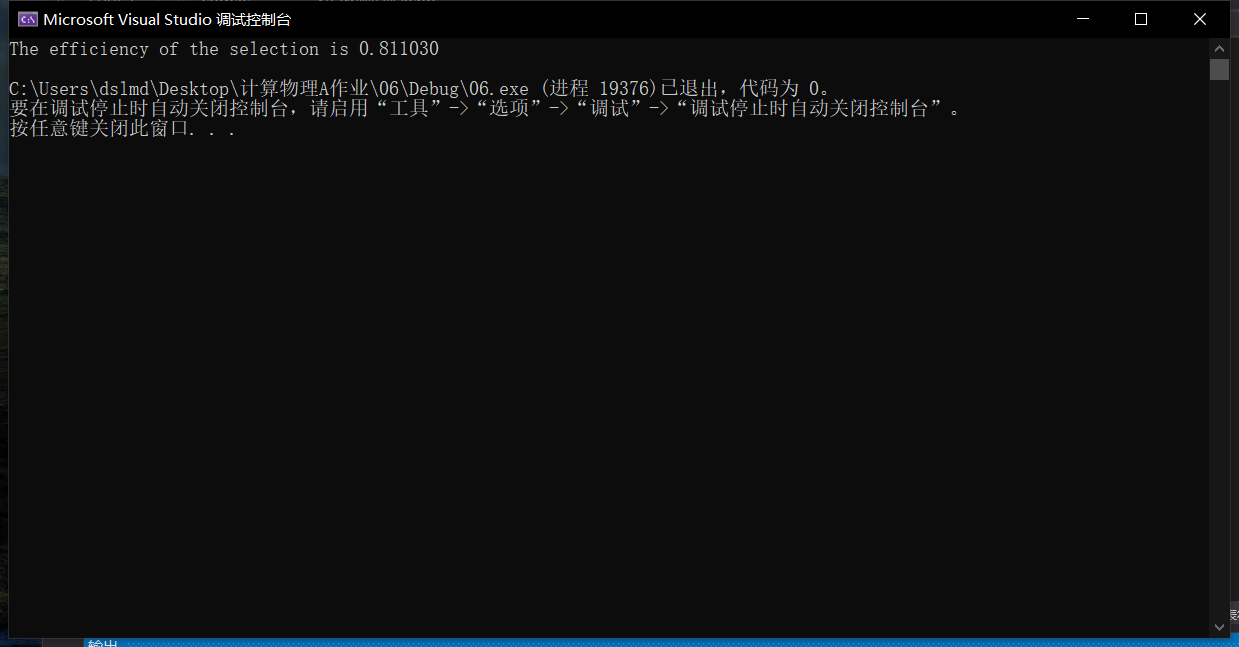 Microsoft Visual Studio 调试控制台
The efficiency of the selection is 0.811030
C:\Users\dslmd\Desktop\计算物理A作业\06\Debug\06.exe (进程 19376)已退出，代码为 0。
要在调试停止时自动关闭控制台，请启用“工具”->“选项”->“调试”->“调试停止时自动关闭控制台”。
按任意键关闭此窗口. . .
输出